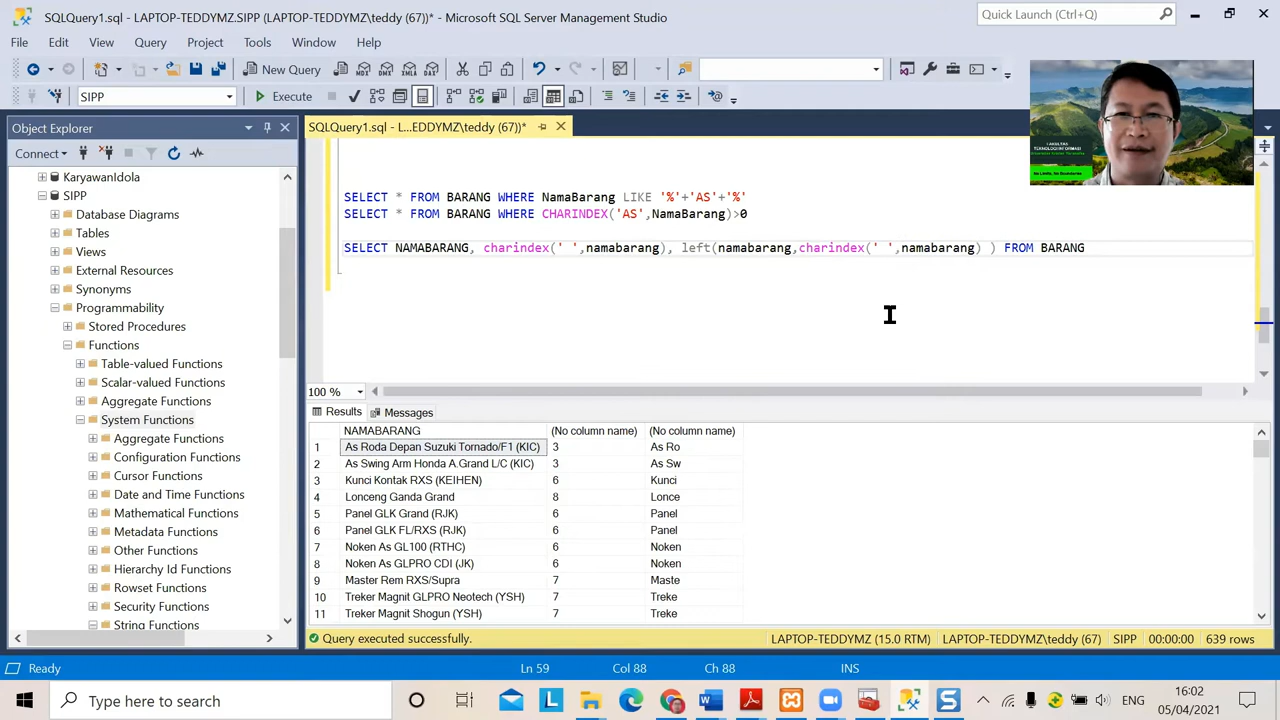 SQLQuery1.sql - LAPTOP-TEDDYMZ.SIPP (LAPTOP-TEDDYMZ\teddy (67))* - Microsoft SQL Server Management Studio
Quick Launch (Ctrl+Q)
File Edit View Query Project Tools Window Help
New Query
MDX DMX XMLA DAX
SIPP Execute
Object Explorer
SQLQuery1.sql - L...EDDYMZ\teddy (67))*
FAKULTAS
TEKNOLOGI INFORMASI
Connect
KaryawanIdola
SIPP
Database Diagrams
Tables
Views
External Resources
Synonyms
Programmability
Stored Procedures
Functions
Table-valued Functions
Scalar-valued Functions
Aggregate Functions
System Functions
Aggregate Functions
Configuration Functions
Cursor Functions
Date and Time Functions
Mathematical Functions
Metadata Functions
Other Functions
Hierarchy Id Functions
Rowset Functions
Security Functions
String Functions
SELECT * FROM BARANG WHERE NamaBarang LIKE '%'+'AS'+'%'
SELECT * FROM BARANG WHERE CHARINDEX('AS',NamaBarang)>0
SELECT NAMABARANG, charindex(' ',namabarang), left(namabarang,charindex(' ',namabarang) ) FROM BARANG
100 %
Results Messages
NAMABARANG (No column name) (No column name)
1 As Roda Depan Suzuki Tornado/F1 (KIC) 3 As Ro
2 As Swing Arm Honda A.Grand L/C (KIC) 3 As Sw
3 Kunci Kontak RXS (KEIHEN) 6 Kunci
4 Lonceng Ganda Grand 8 Lonce
5 Panel GLK Grand (RJK) 6 Panel
6 Panel GLK FL/RXS (RJK) 6 Panel
7 Noken As GL100 (RTHC) 6 Noken
8 Noken As GLPRO CDI (JK) 6 Noken
9 Master Rem RXS/Supra 7 Maste
10 Treker Magnit GLPRO Neotech (YSH) 7 Treke
11 Treker Magnit Shogun (YSH) 7 Treke
Query executed successfully. LAPTOP-TEDDYMZ (15.0 RTM) LAPTOP-TEDDYMZ\teddy (67) SIPP 00:00:00 639 rows
Ready Ln 59 Col 88 Ch 88 INS
Type here to search
ENG
16:02
05/04/2021